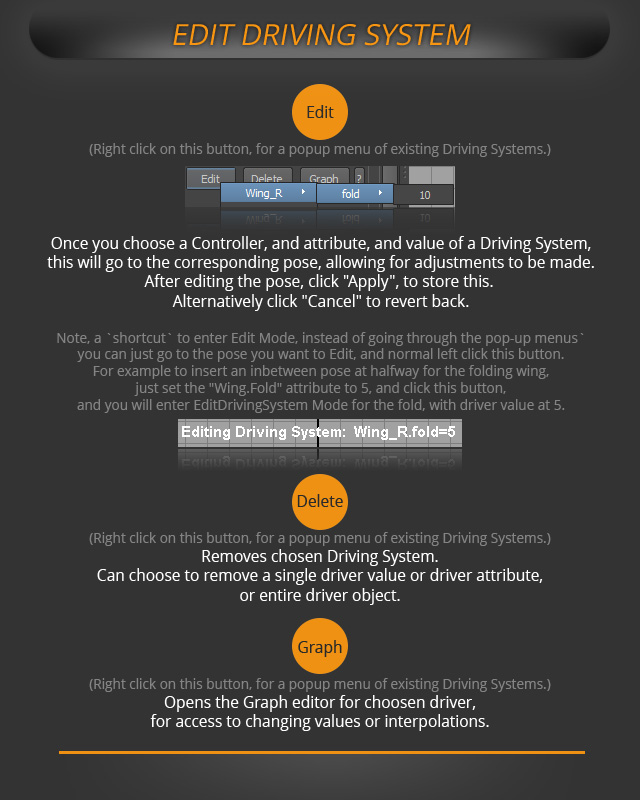 EDIT DRIVING SYSTEM
Edit
(Right click on this button, for a popup menu of existing Driving Systems.)
Edit Delete Graph ?
Wing_R fold 10
Once you choose a Controller, and attribute, and value of a Driving System,
this will go to the corresponding pose, allowing for adjustments to be made.
After editing the pose, click "Apply", to store this.
Alternatively click "Cancel" to revert back.
Note, a `shortcut` to enter Edit Mode, instead of going through the pop-up menus`
you can just go to the pose you want to Edit, and normal left click this button.
For example to insert an inbetween pose at halfway for the folding wing,
just set the "Wing.Fold" attribute to 5, and click this button,
and you will enter EditDrivingSystem Mode for the fold, with driver value at 5.
Editing Driving System: Wing_R.fold=5
Delete
(Right click on this button, for a popup menu of existing Driving Systems.)
Removes chosen Driving System.
Can choose to remove a single driver value or driver attribute,
or entire driver object.
Graph
(Right click on this button, for a popup menu of existing Driving Systems.)
Opens the Graph editor for choosen driver,
for access to changing values or interpolations.